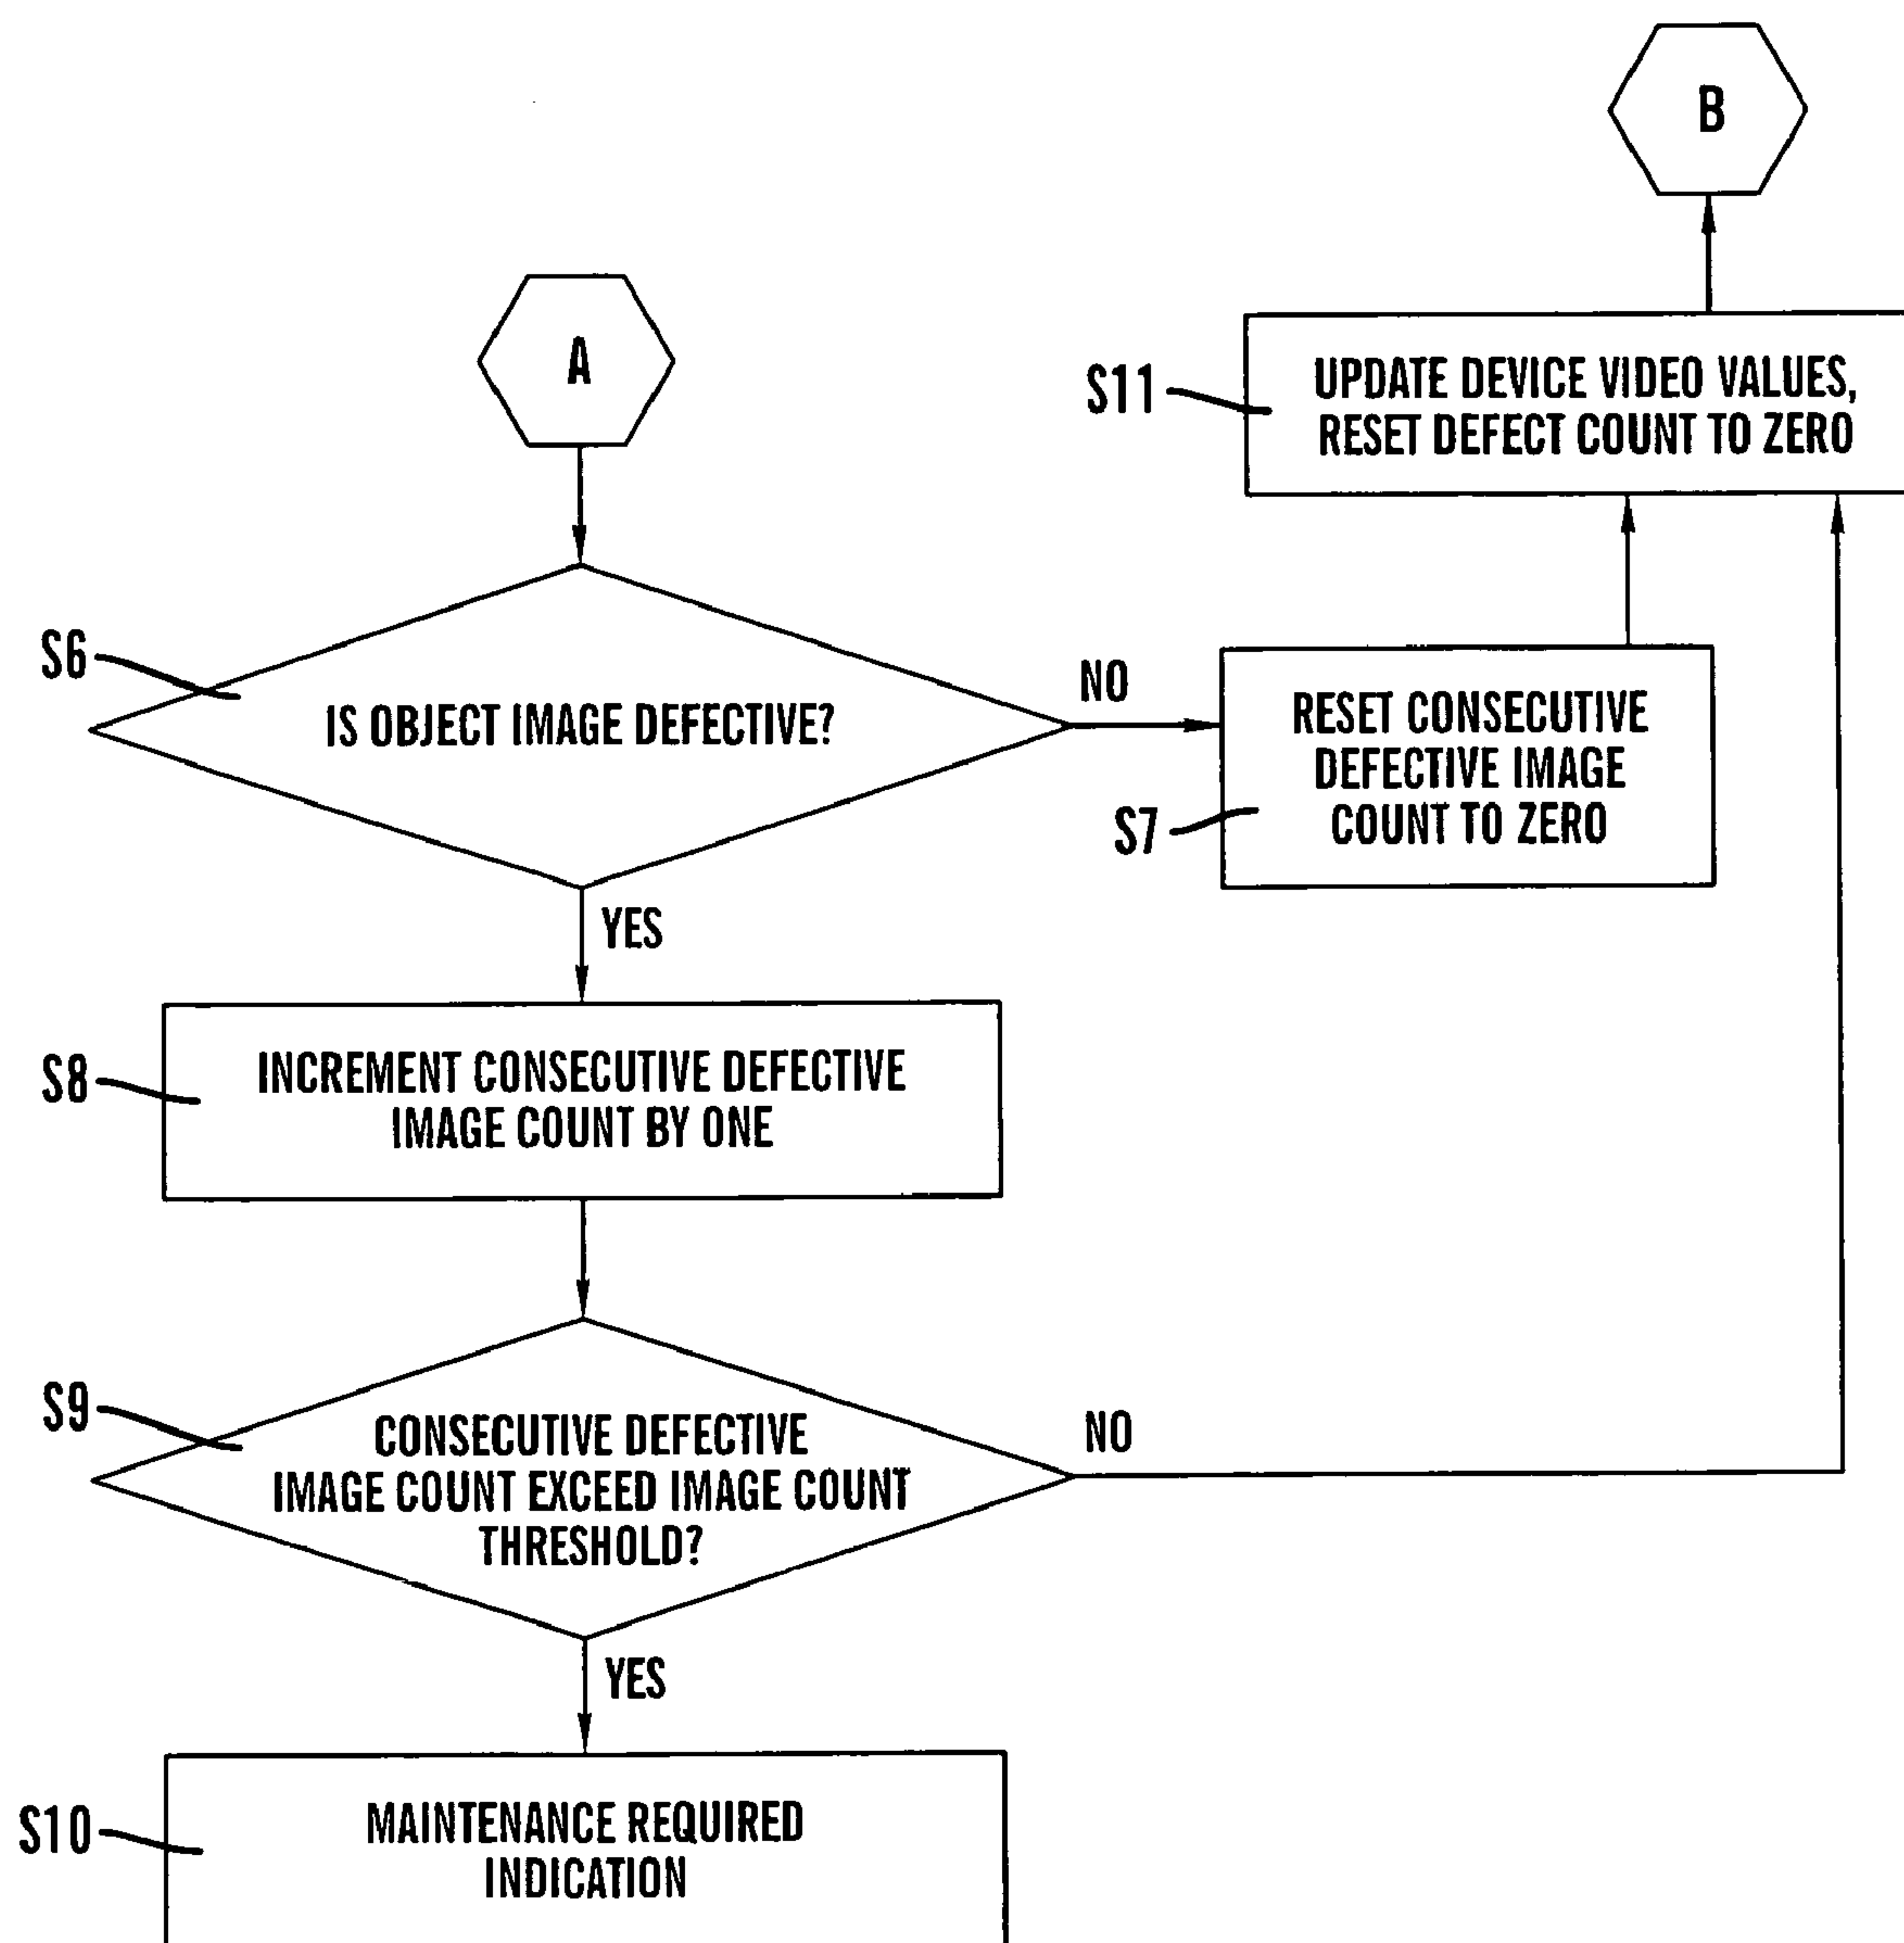 B
A
S11
UPDATE DEVICE VIDEO VALUES,
RESET DEFECT COUNT TO ZERO
S6
IS OBJECT IMAGE DEFECTIVE?
NO
RESET CONSECUTIVE
DEFECTIVE IMAGE
COUNT TO ZERO
S7
YES
S8
INCREMENT CONSECUTIVE DEFECTIVE
IMAGE COUNT BY ONE
S9
CONSECUTIVE DEFECTIVE
IMAGE COUNT EXCEED IMAGE COUNT
THRESHOLD?
NO
YES
S10
MAINTENANCE REQUIRED
INDICATION